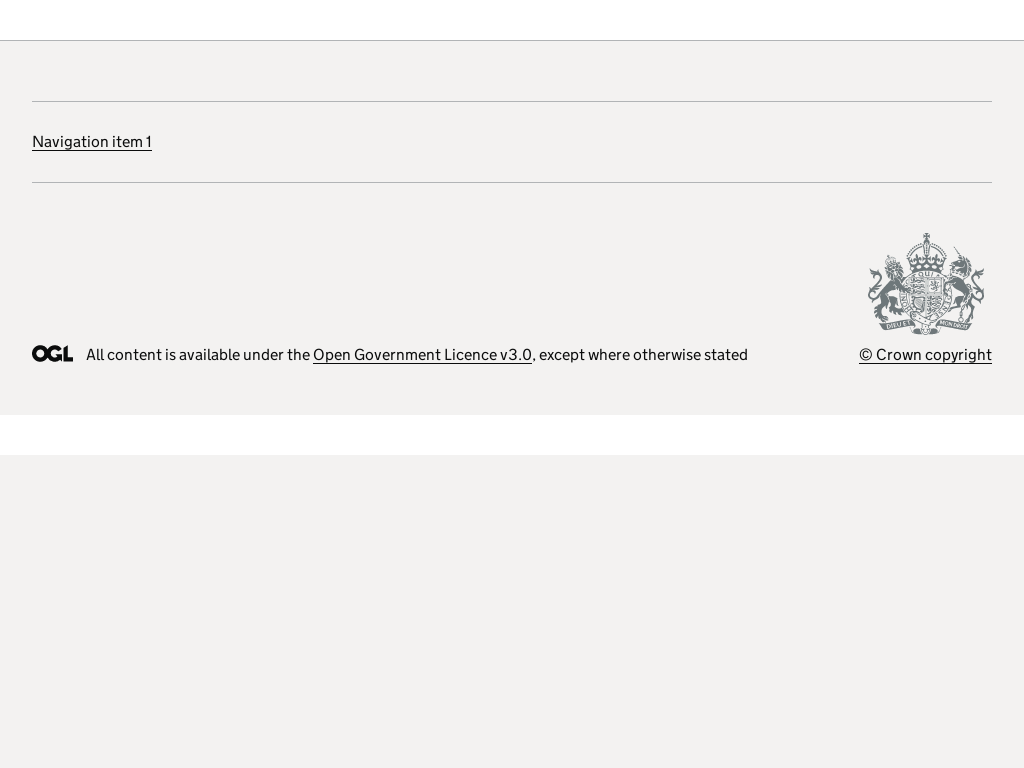 Navigation item 1
QUI
DIEU ET MON DROIT
OGL All content is available under the Open Government Licence v3.0, except where otherwise stated
© Crown copyright